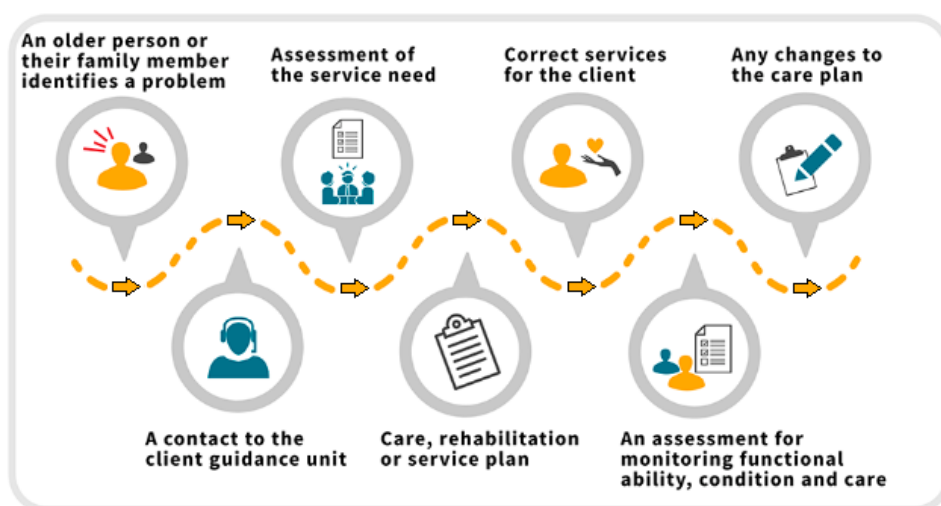 An older person or
their family member
identifies a problem
A contact to the
client guidance unit
Assessment of
the service need
Care, rehabilitation
or service plan
Correct services
for the client
An assessment for
monitoring functional
ability, condition and care
Any changes to
the care plan